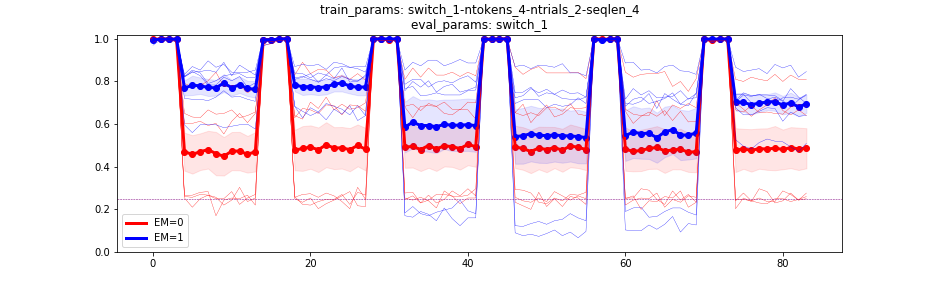 train_params: switch_1-ntokens_4-ntrials_2-seqlen_4
eval_params: switch_1
1.0
0.8
0.6
0.4
0.2
0.0
EM=0
EM=1
0 20 40 60 80